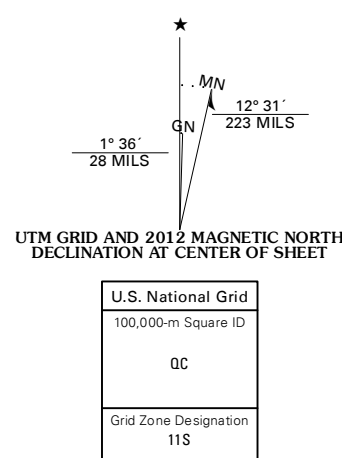 ★
MN
GN
12° 31´
223 MILS
1° 36´
28 MILS
UTM GRID AND 2012 MAGNETIC NORTH
DECLINATION AT CENTER OF SHEET
U.S. National Grid
100,000-m Square ID
QC
Grid Zone Designation
11S